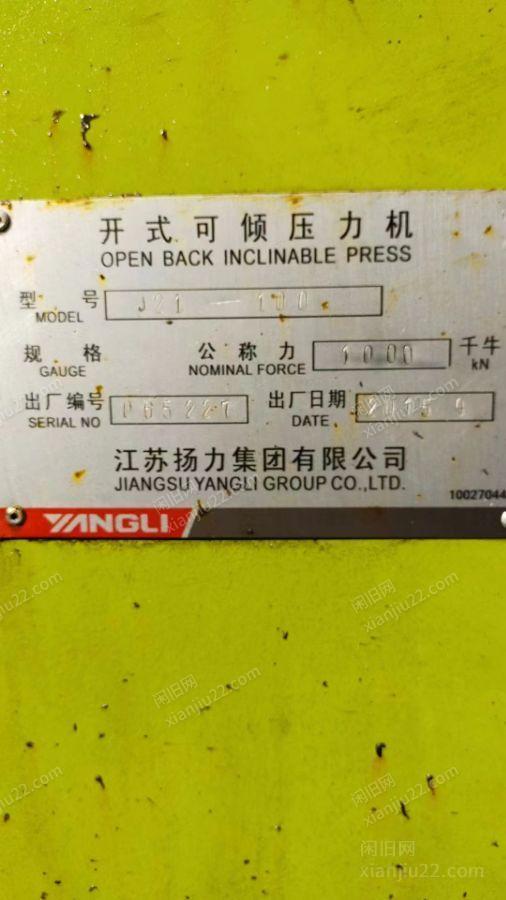 开式可倾压力机
OPEN BACK INCLINABLE PRESS
型号 J21-100
MODEL
规格 公称力 1000 千牛
GAUGE NOMINAL FORCE kN
出厂编号 065227 出厂日期 2015 9
SERIAL NO DATE
江苏扬力集团有限公司
JIANGSU YANGLI GROUP CO.,LTD.
10027044
YANGLI
闲旧网
xianjiu22.com